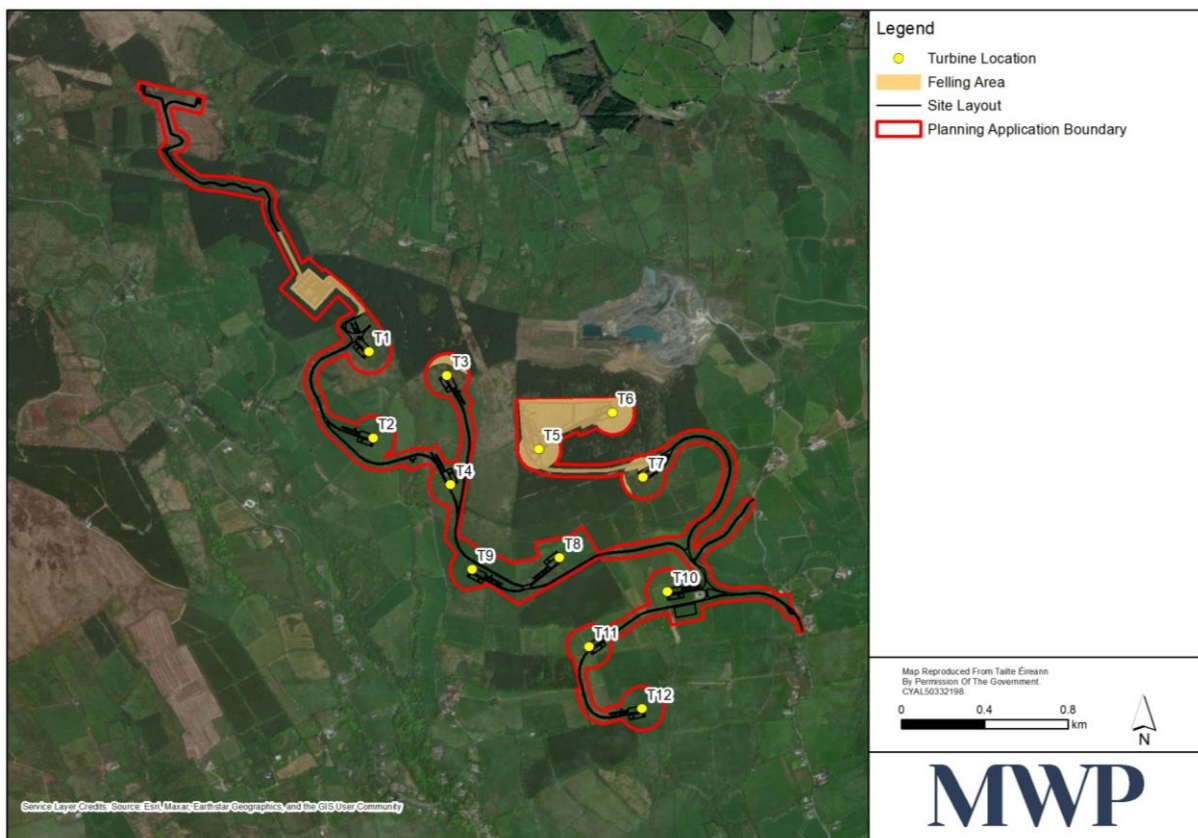 Legend
Turbine Location
Felling Area
Site Layout
Planning Application Boundary
T1
T3
T6
T2
T5
T7
T4
T8
T9
T10
T11
T12
Map Reproduced From Tailte Éireann
By Permission Of The Government.
CYAL50332198.
0 0.4 0.8
km
N
MWP
Service Layer Credits: Source: Esri, Maxar, Earthstar Geographics, and the GIS User Community